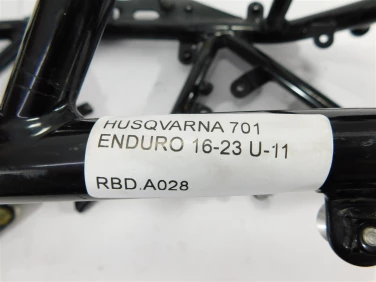 HUSQVARNA 701
ENDURO 16-23 U-11
RBD.A028